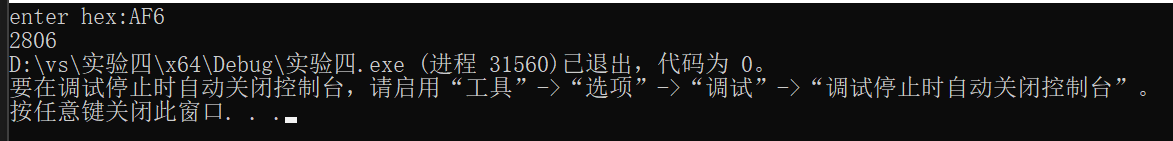 enter hex:AF6
2806
D:\vs\实验四\x64\Debug\实验四.exe (进程 31560)已退出，代码为 0。
要在调试停止时自动关闭控制台，请启用“工具”->“选项”->“调试”->“调试停止时自动关闭控制台”。
按任意键关闭此窗口. . .